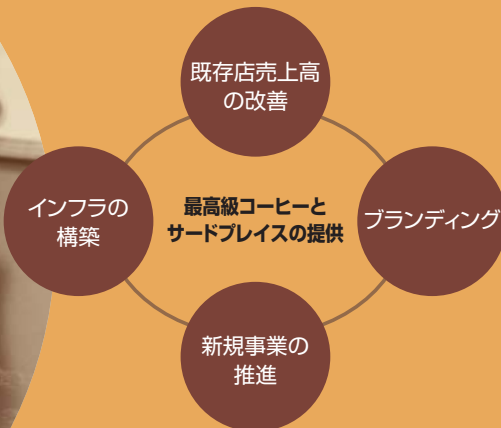 既存店売上高
の改善
インフラの
構築
最高級コーヒーと
サードプレイスの提供
ブランディング
新規事業の
推進